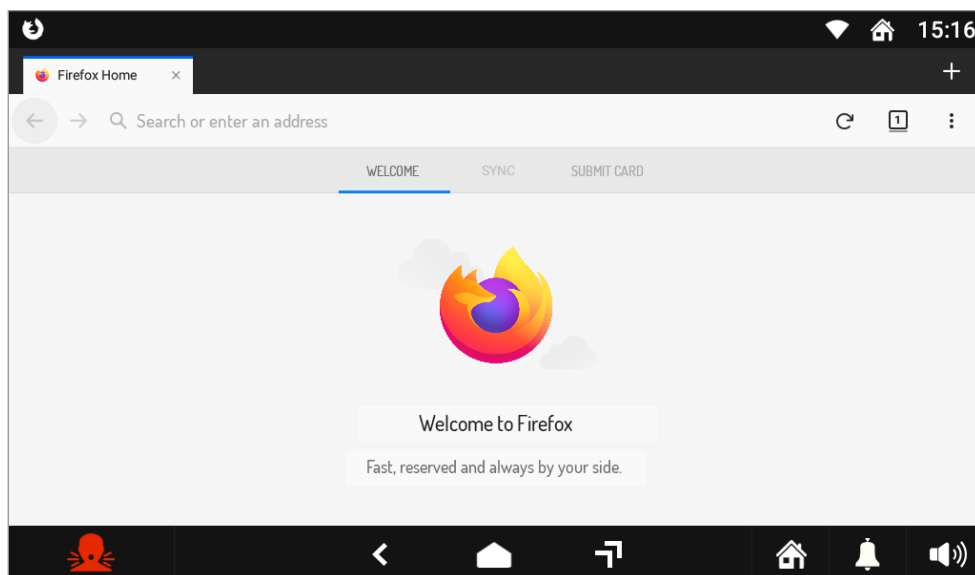 15:16
Firefox Home
Search or enter an address
1
WELCOME SYNC SUBMIT CARD
Welcome to Firefox
Fast, reserved and always by your side.